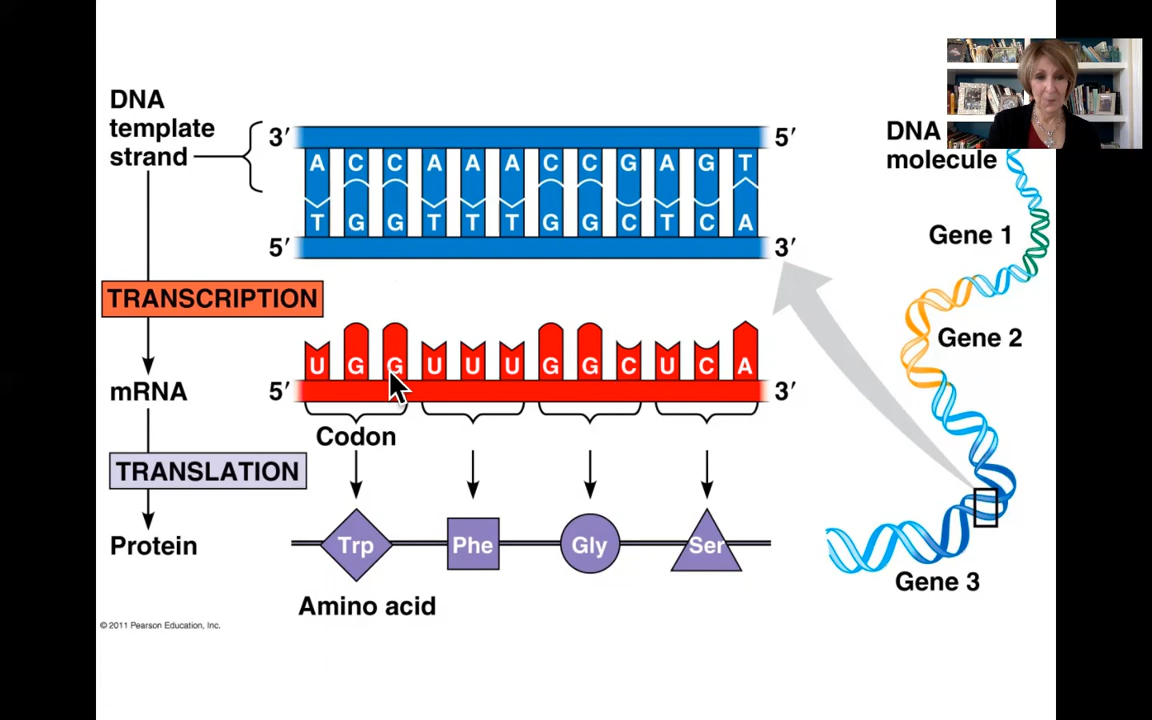 DNA
template
strand
3′ 5′
A C C A A A C C G A G T
T G G T T T G G C T C A
5′ 3′
TRANSCRIPTION
U G G U U U G G C U C A
mRNA
5′ 3′
Codon
TRANSLATION
Protein
Trp Phe Gly Ser
Amino acid
DNA
molecule
Gene 1
Gene 2
Gene 3
© 2011 Pearson Education, Inc.